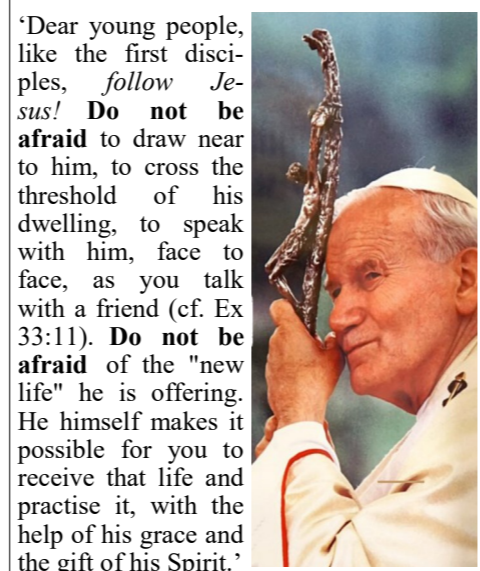 ‘Dear young people,
like the first disci-
ples, follow Je-
sus! Do not be
afraid to draw near
to him, to cross the
threshold of his
dwelling, to speak
with him, face to
face, as you talk
with a friend (cf. Ex
33:11). Do not be
afraid of the "new
life" he is offering.
He himself makes it
possible for you to
receive that life and
practise it, with the
help of his grace and
the gift of his Spirit.’